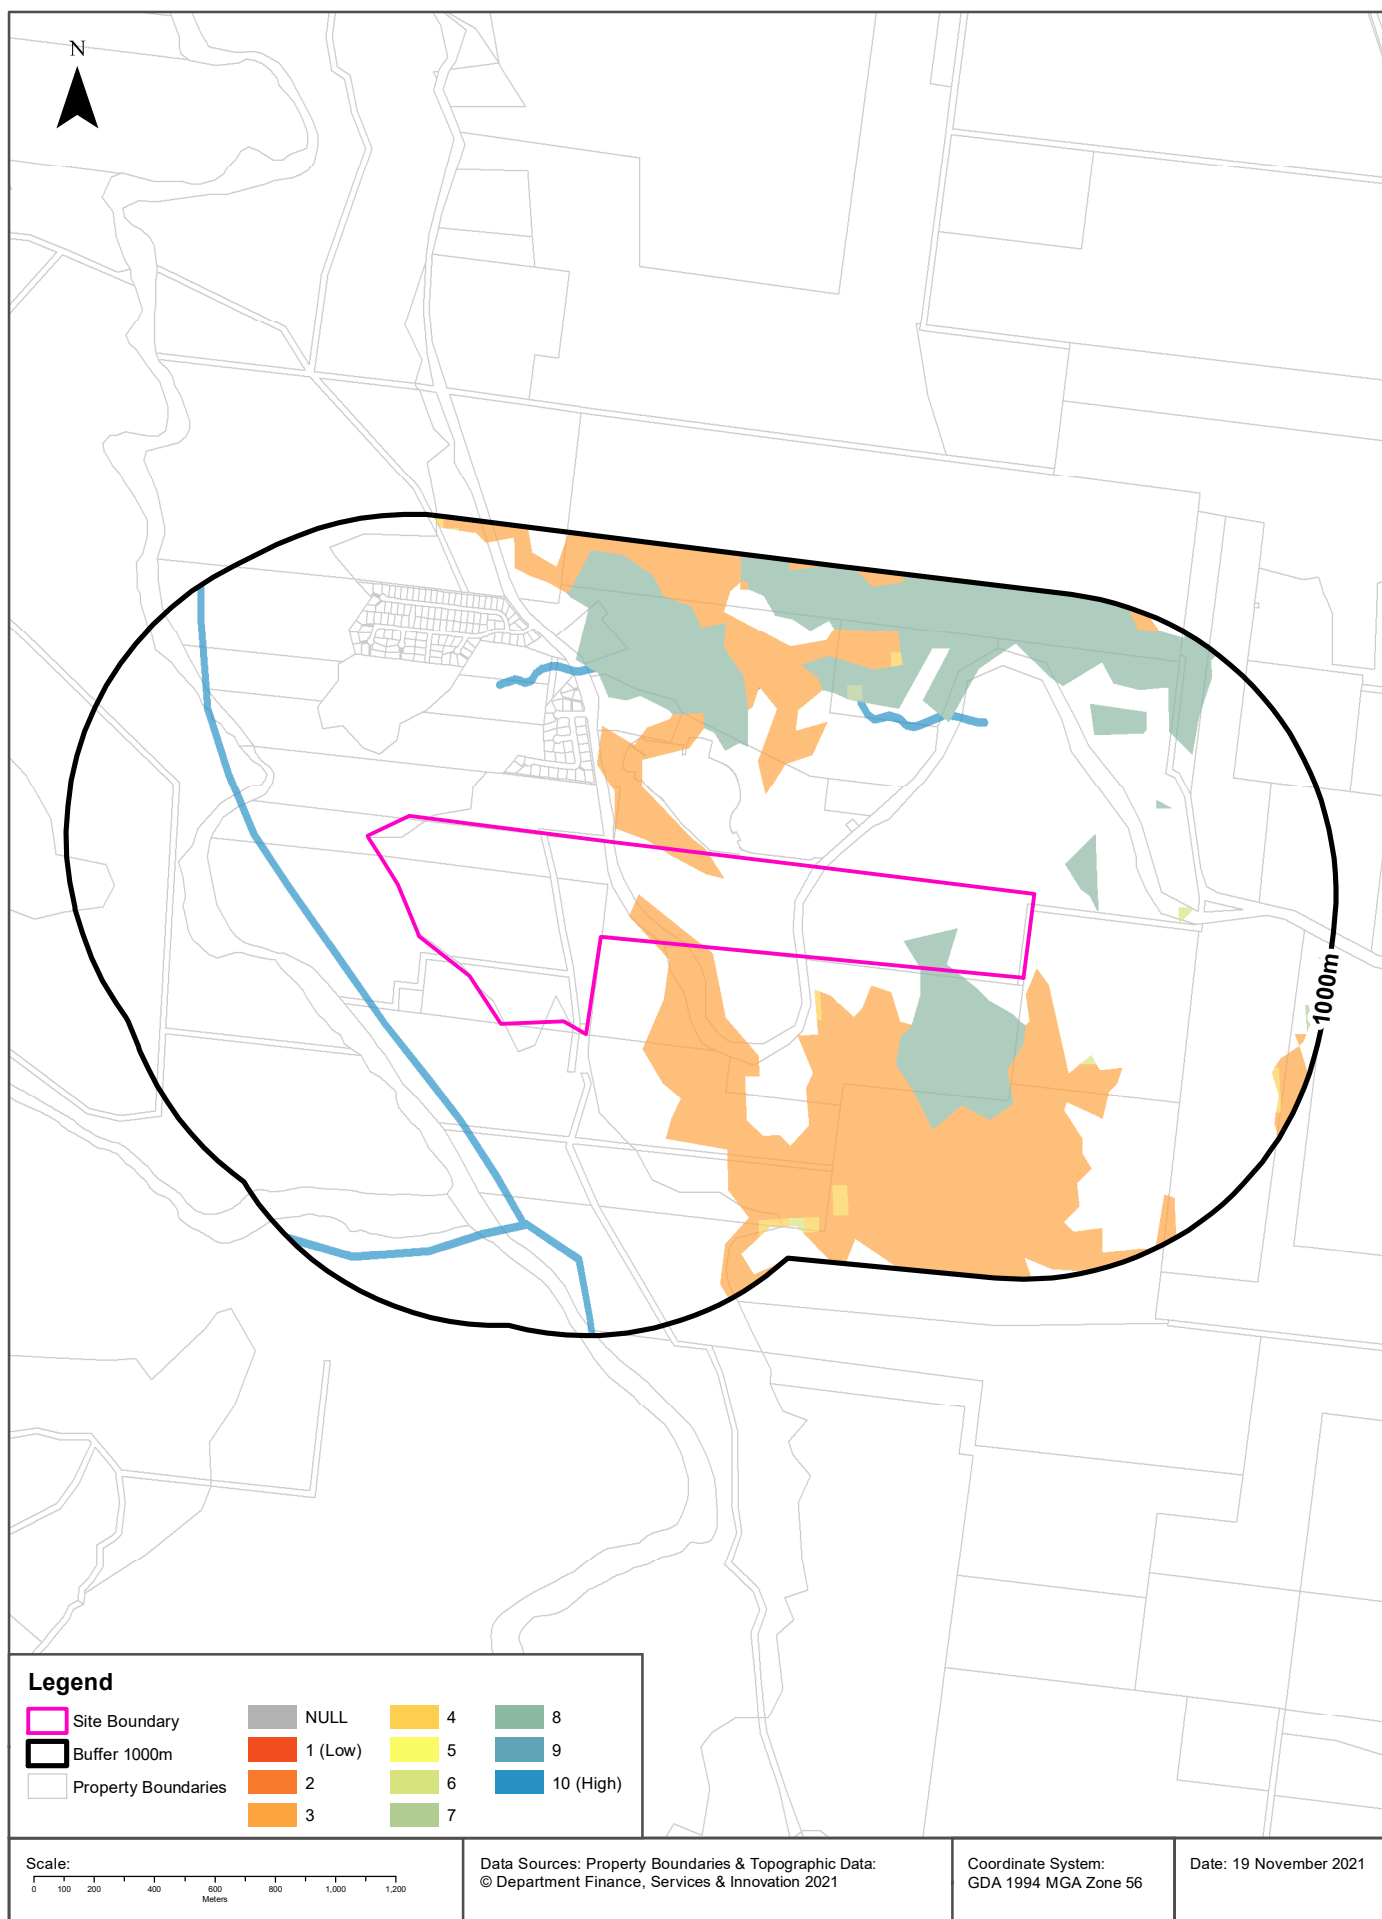 N
1000m
Legend
Site Boundary
Buffer 1000m
Property Boundaries
NULL
1 (Low)
2
3
4
5
6
7
8
9
10 (High)
Scale:
0 100 200 400 600 800 1,000 1,200
Meters
Data Sources: Property Boundaries & Topographic Data:
© Department Finance, Services & Innovation 2021
Coordinate System:
GDA 1994 MGA Zone 56
Date: 19 November 2021